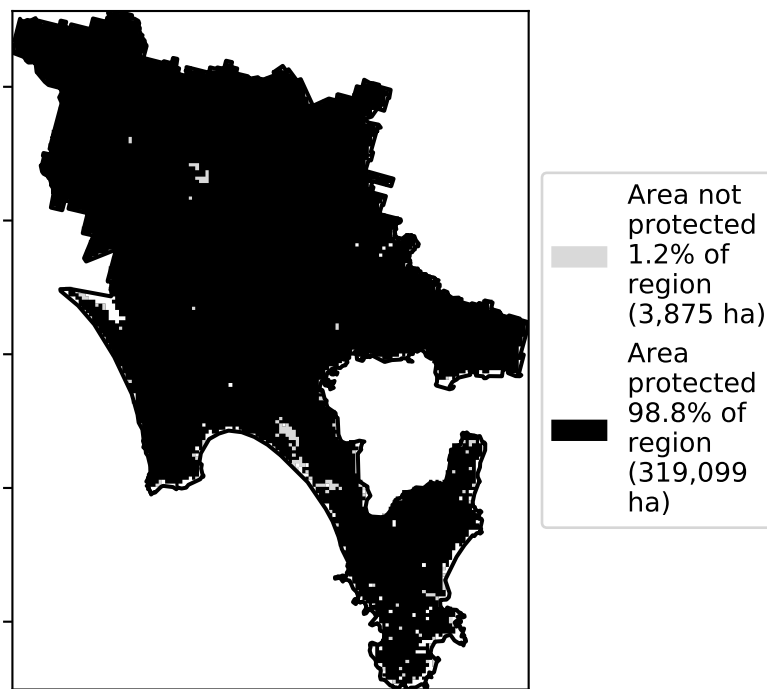 Area not
protected
1.2% of
region
(3,875 ha)
Area
protected
98.8% of
region
(319,099
ha)